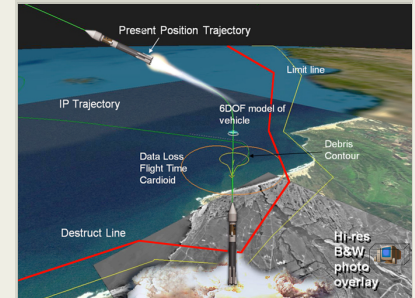 Present Position Trajectory
Limit line
IP Trajectory
6DOF model of
vehicle
Debris
Contour
Data Loss
Flight Time
Cardioid
Destruct Line
Hi-res
B&W
photo
overlay